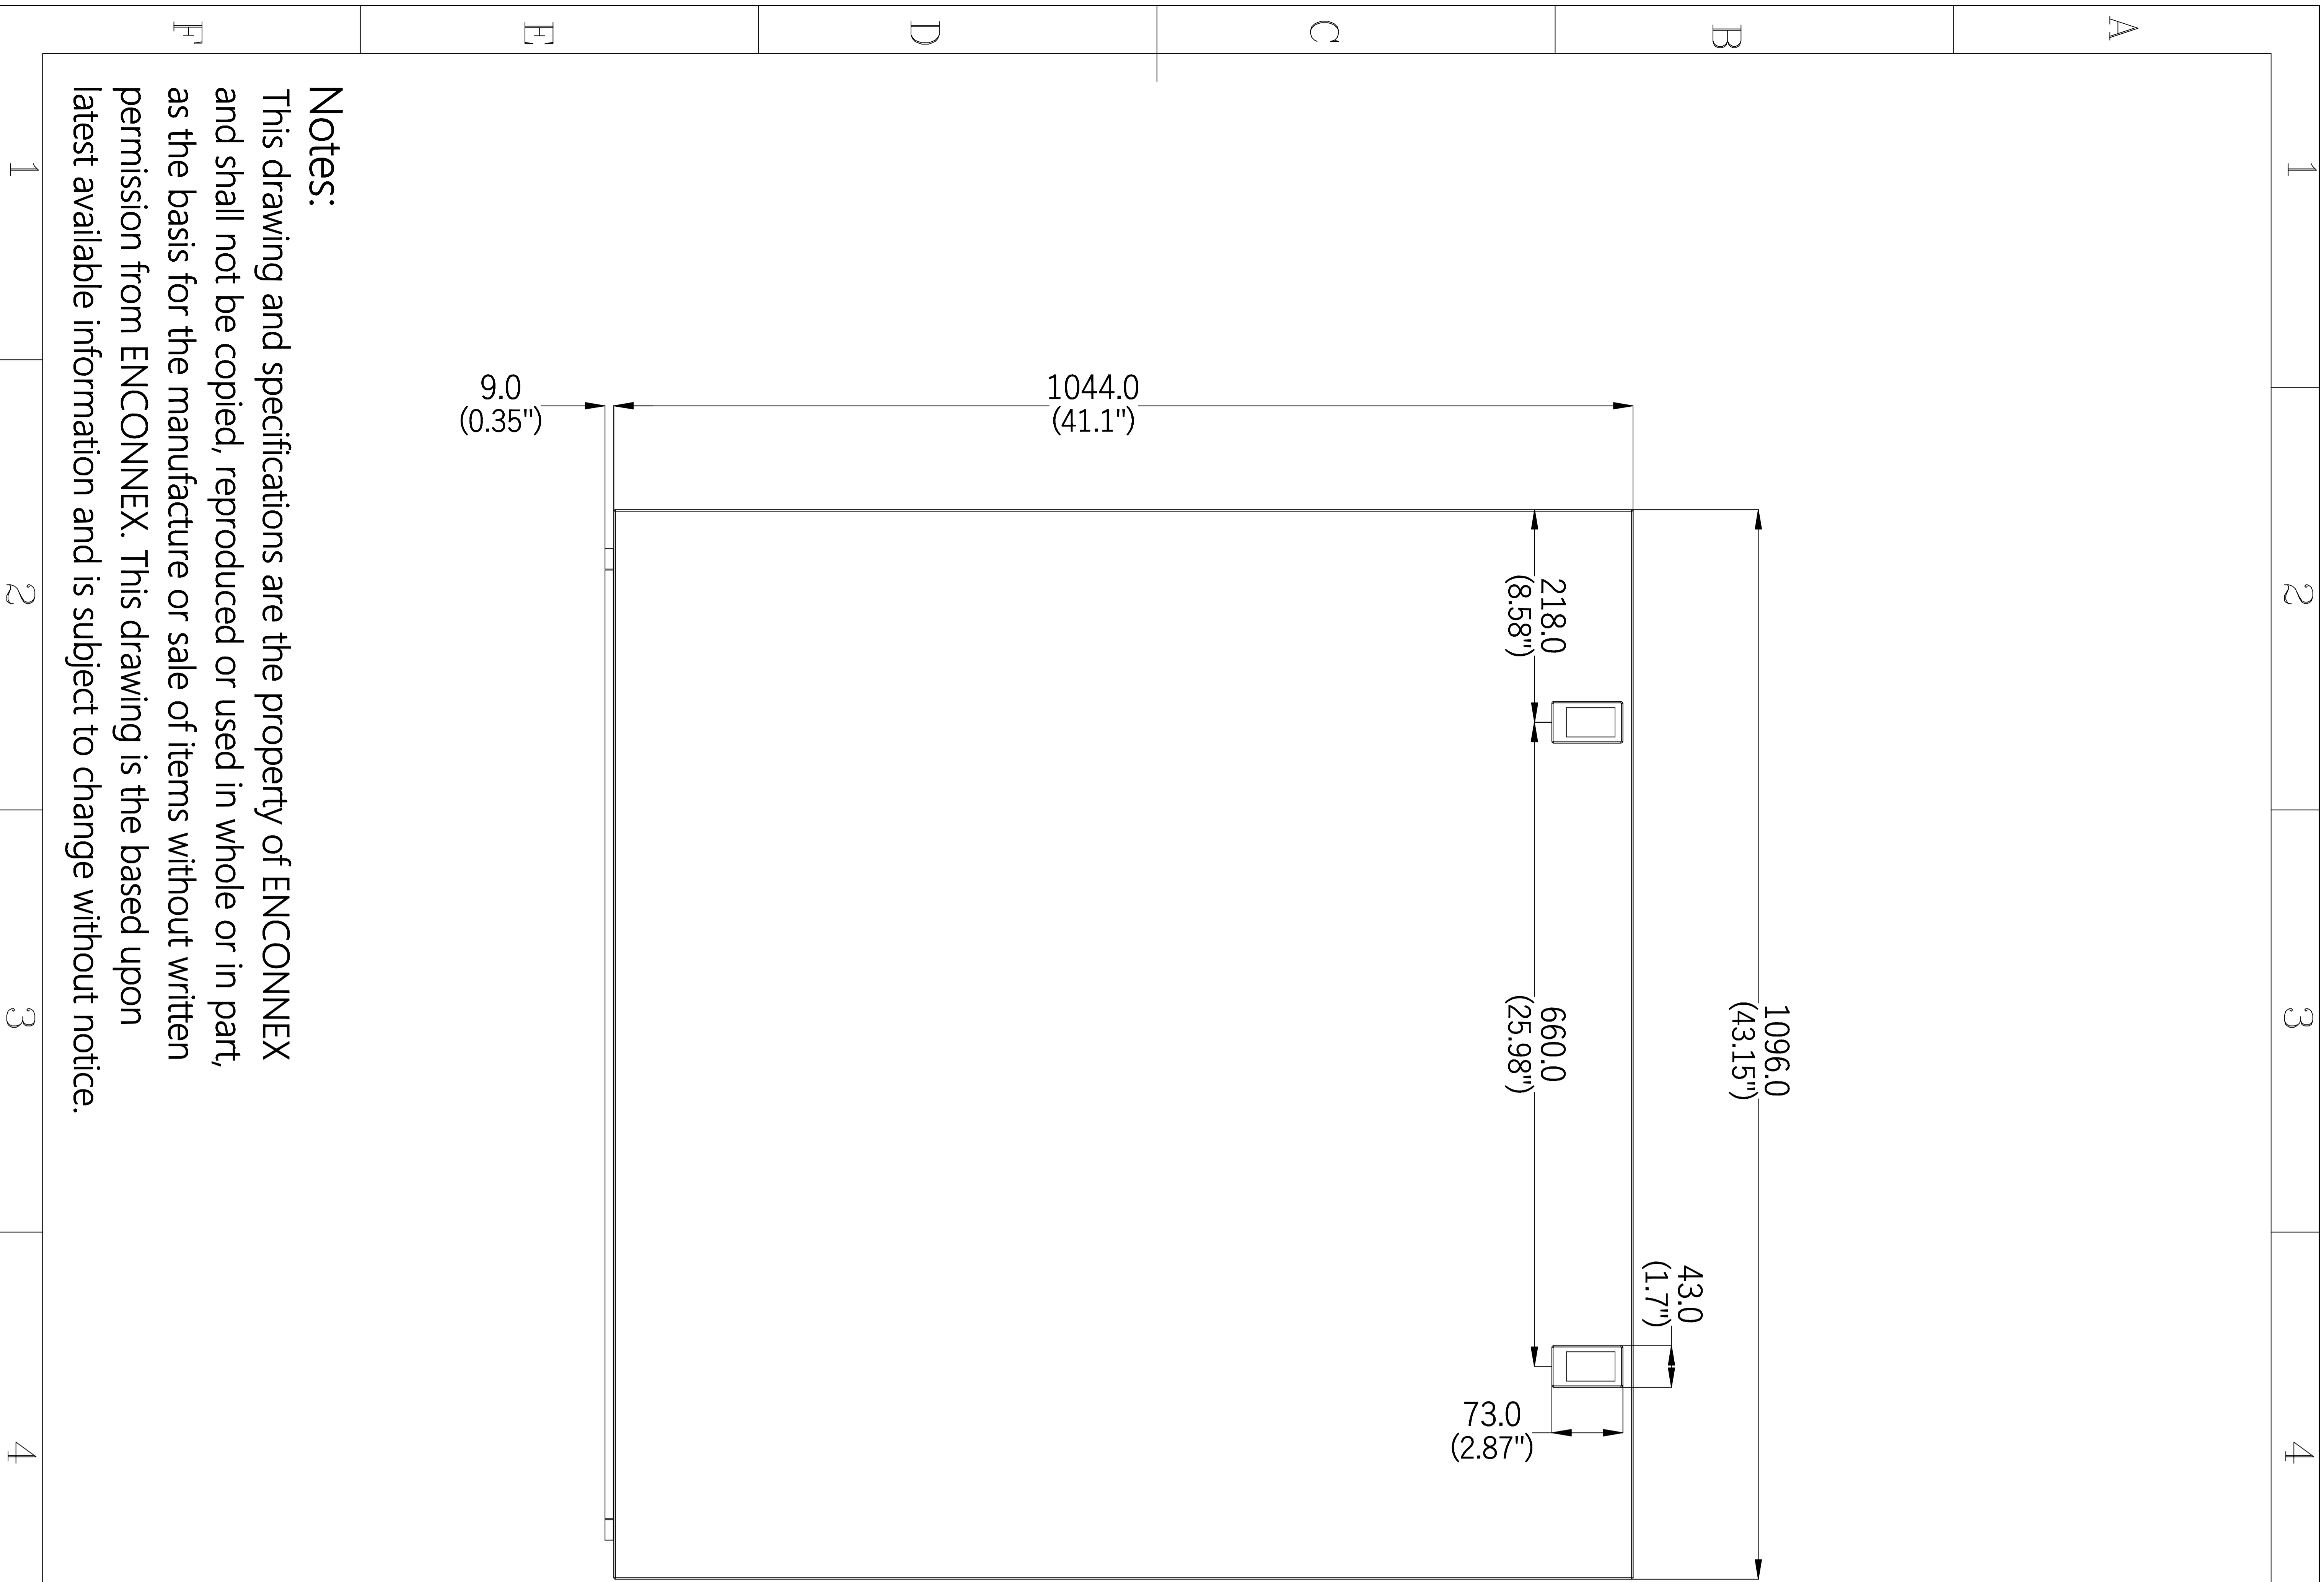 1
2
3
4
A
B
C
D
E
F
1096.0
(43.15")
43.0
(1.7")
218.0
(8.58")
660.0
(25.98")
73.0
(2.87")
1044.0
(41.1")
9.0
(0.35")
Notes:
This drawing and specifications are the property of ENCONNEX
and shall not be copied, reproduced or used in whole or in part,
as the basis for the manufacture or sale of items without written
permission from ENCONNEX. This drawing is the based upon
latest available information and is subject to change without notice.
1
2
3
4